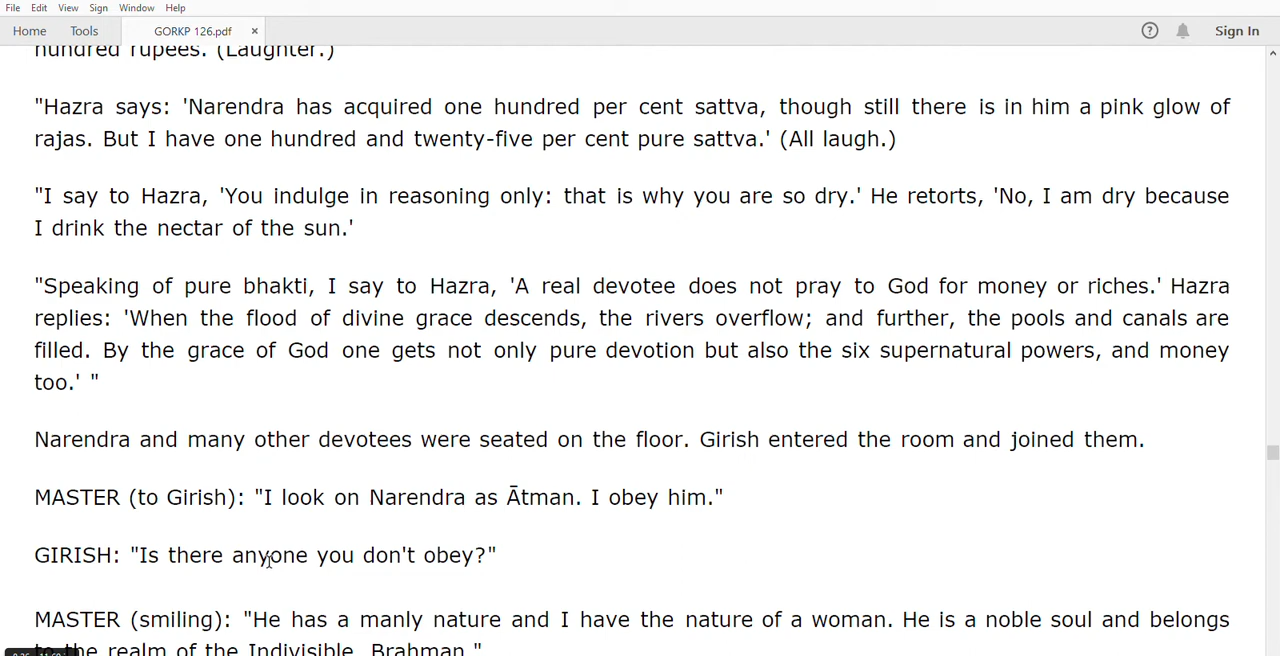 File Edit View Sign Window Help
Home Tools GORKP 126.pdf × Sign In
hundred rupees. (Laughter.)
"Hazra says: 'Narendra has acquired one hundred per cent sattva, though still there is in him a pink glow of
rajas. But I have one hundred and twenty-five per cent pure sattva.' (All laugh.)
"I say to Hazra, 'You indulge in reasoning only: that is why you are so dry.' He retorts, 'No, I am dry because
I drink the nectar of the sun.'
"Speaking of pure bhakti, I say to Hazra, 'A real devotee does not pray to God for money or riches.' Hazra
replies: 'When the flood of divine grace descends, the rivers overflow; and further, the pools and canals are
filled. By the grace of God one gets not only pure devotion but also the six supernatural powers, and money
too.' "
Narendra and many other devotees were seated on the floor. Girish entered the room and joined them.
MASTER (to Girish): "I look on Narendra as Ātman. I obey him."
GIRISH: "Is there anyone you don't obey?"
MASTER (smiling): "He has a manly nature and I have the nature of a woman. He is a noble soul and belongs
to the realm of the Indivisible Brahman."